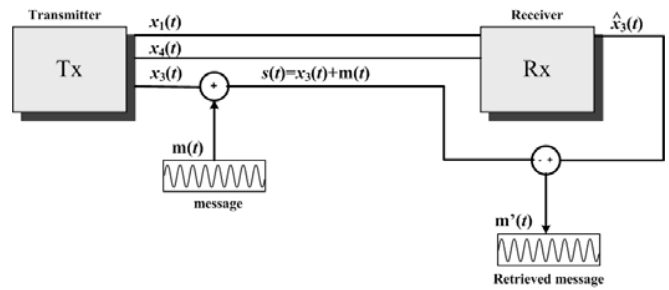 Transmitter
Receiver
x₁(t)
x̂₃(t)
x₄(t)
Tx
Rx
x₃(t)
s(t)=x₃(t)+m(t)
+
m(t)
- +
message
m’(t)
Retrieved message